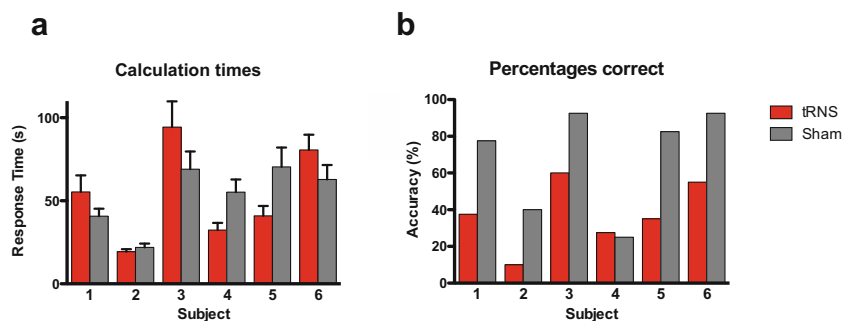 a
Calculation times
Response Time (s)
100
50
0
1 2 3 4 5 6
Subject
b
Percentages correct
Accuracy (%)
100
80
60
40
20
0
1 2 3 4 5 6
Subject
tRNS
Sham